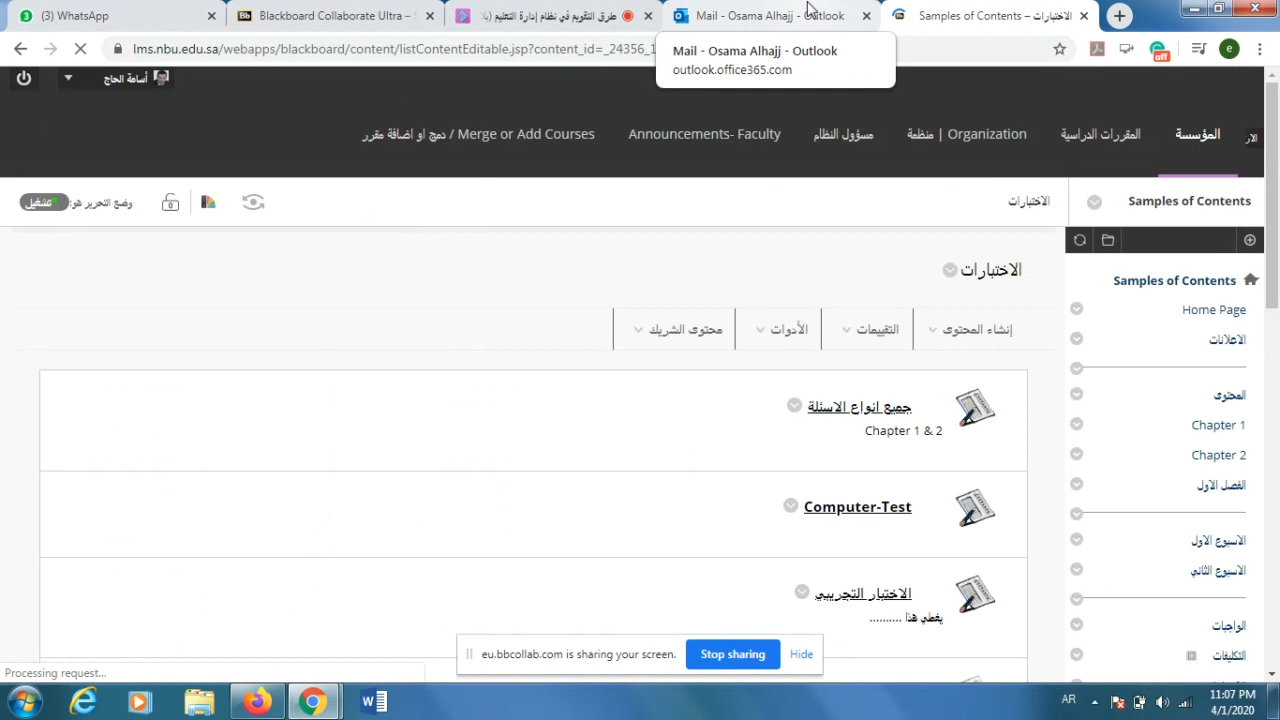 (3) WhatsApp
Blackboard Collaborate Ultra –
طرق التقويم في نظام إدارة التعليم
Mail - Osama Alhajj - Outlook
Samples of Contents – الاختبارات
lms.nbu.edu.sa/webapps/blackboard/content/listContentEditable.jsp?content_id=_24356_1
Mail - Osama Alhajj - Outlook
outlook.office365.com
off
e
أسامة الحاج
المؤسسة
المقررات الدراسية
منظمة | Organization
مسؤول النظام
Announcements- Faculty
دمج او اضافة مقرر / Merge or Add Courses
Samples of Contents
الاختبارات
وضع التحرير هو:
تشغيل
الاختبارات
إنشاء المحتوى
التقييمات
الأدوات
محتوى الشريك
جميع انواع الاسئلة
Chapter 1 & 2
Computer-Test
الاختبار التجريبي
يغطي هذا ..........
Samples of Contents
Home Page
الاعلانات
المحتوى
Chapter 1
Chapter 2
الفصل الاول
الاسبوع الاول
الاسبوع الثاني
الواجبات
التكليفات
eu.bbcollab.com is sharing your screen.
Stop sharing
Hide
Processing request...
AR
11:07 PM
4/1/2020